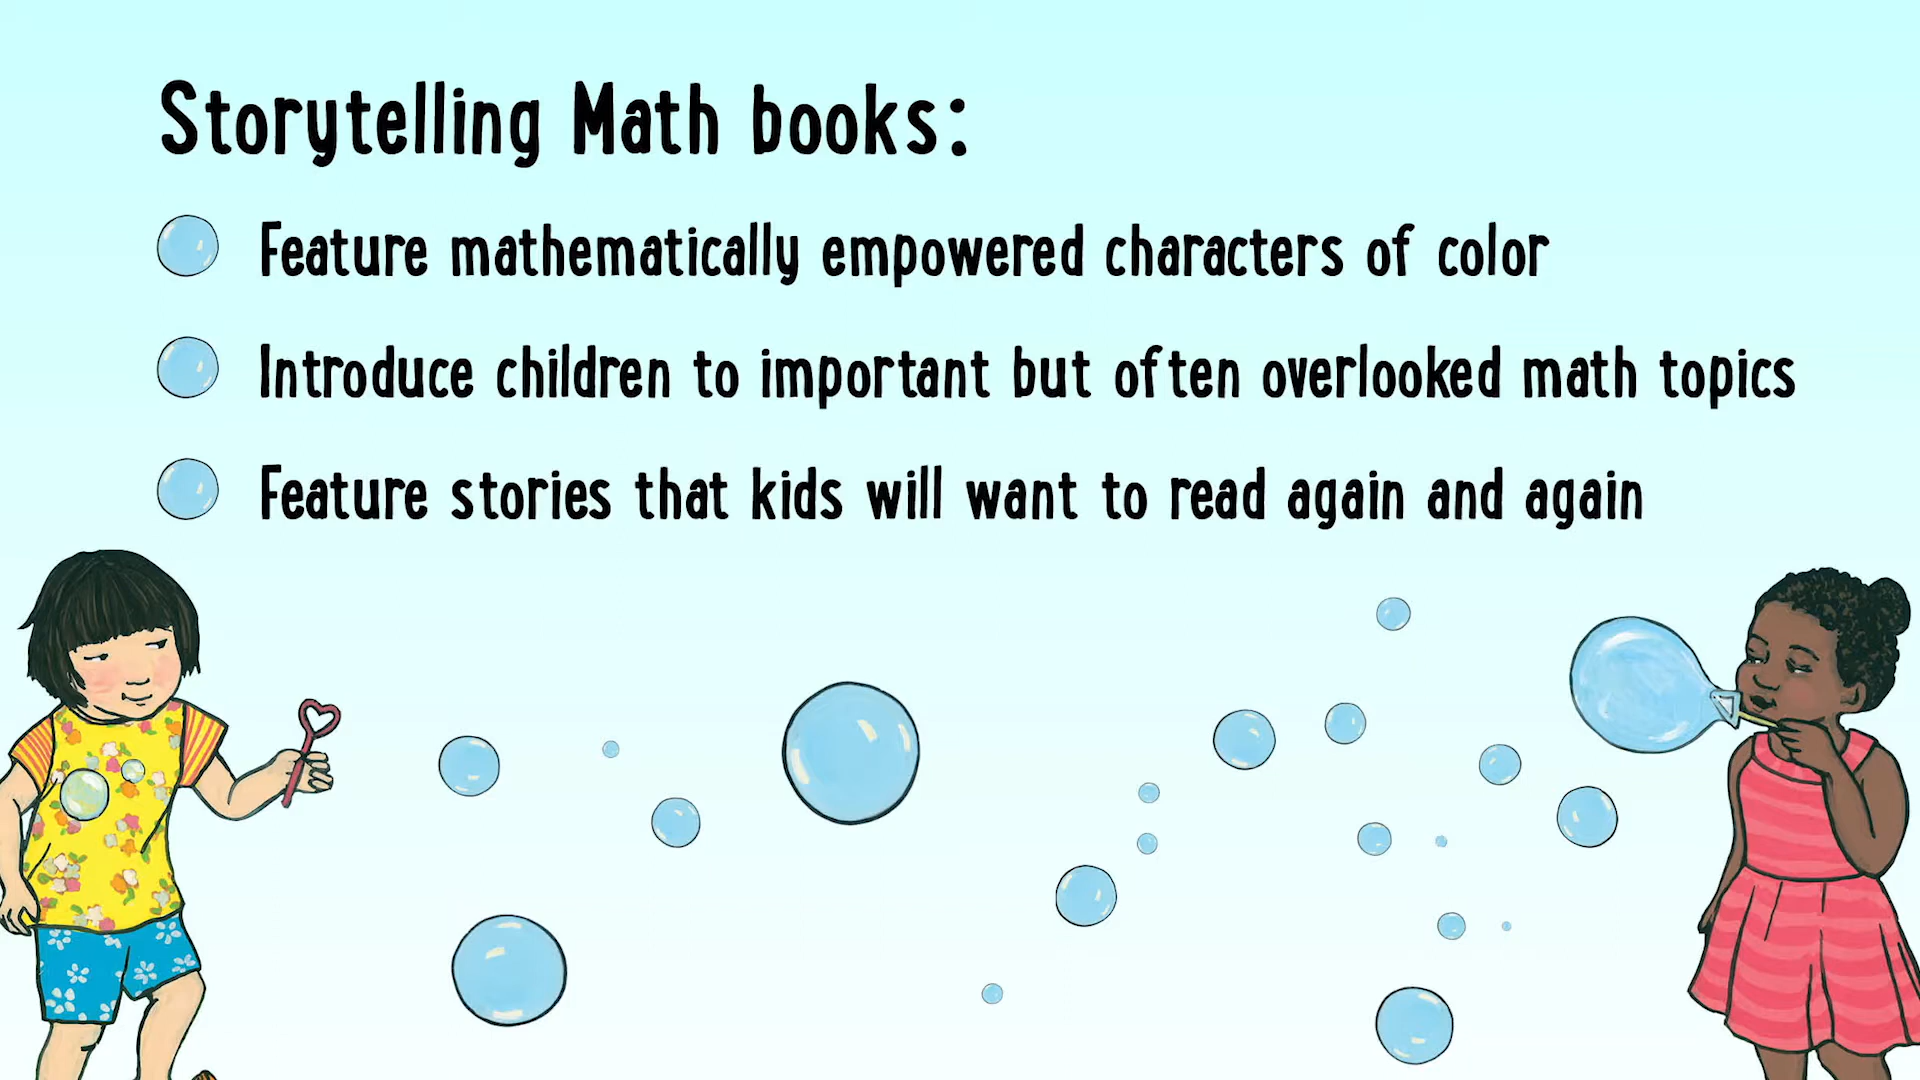 Storytelling Math books:
Feature mathematically empowered characters of color
Introduce children to important but often overlooked math topics
Feature stories that kids will want to read again and again